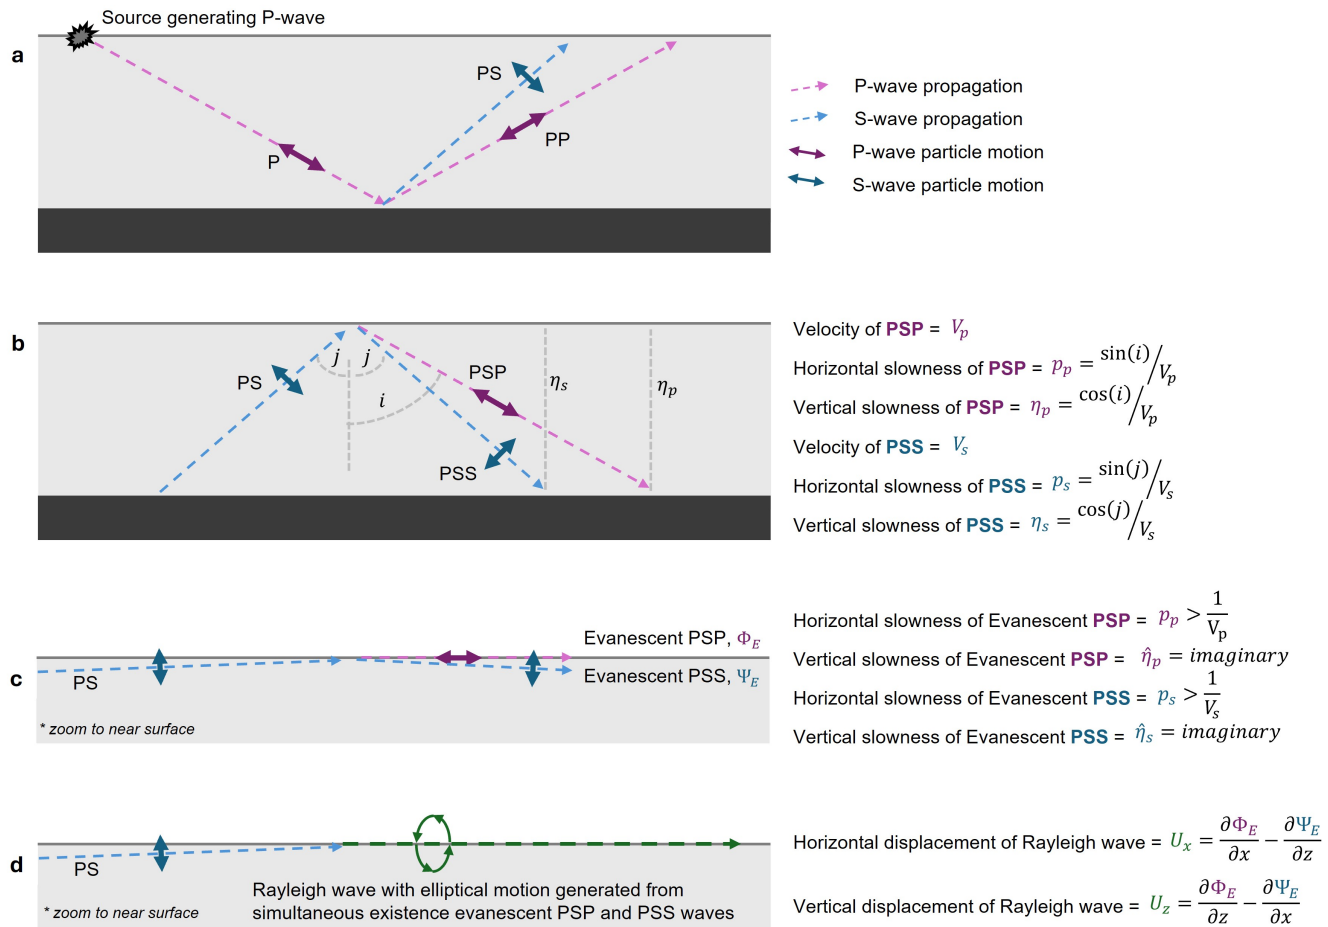 Source generating P-wave
a
PS
P
PP
P-wave propagation
S-wave propagation
P-wave particle motion
S-wave particle motion
b
PS
j
j
i
PSP
PSS
η_s
η_p
Velocity of PSP = V_p
Horizontal slowness of PSP = p_p = sin(i)/V_p
Vertical slowness of PSP = η_p = cos(i)/V_p
Velocity of PSS = V_s
Horizontal slowness of PSS = p_s = sin(j)/V_s
Vertical slowness of PSS = η_s = cos(j)/V_s
c
PS
* zoom to near surface
Evanescent PSP, Φ_E
Evanescent PSS, Ψ_E
Horizontal slowness of Evanescent PSP = p_p > 1/V_p
Vertical slowness of Evanescent PSP = η̂_p = imaginary
Horizontal slowness of Evanescent PSS = p_s > 1/V_s
Vertical slowness of Evanescent PSS = η̂_s = imaginary
d
PS
* zoom to near surface
Rayleigh wave with elliptical motion generated from
simultaneous existence evanescent PSP and PSS waves
Horizontal displacement of Rayleigh wave = U_x = ∂Φ_E/∂x − ∂Ψ_E/∂z
Vertical displacement of Rayleigh wave = U_z = ∂Φ_E/∂z − ∂Ψ_E/∂x